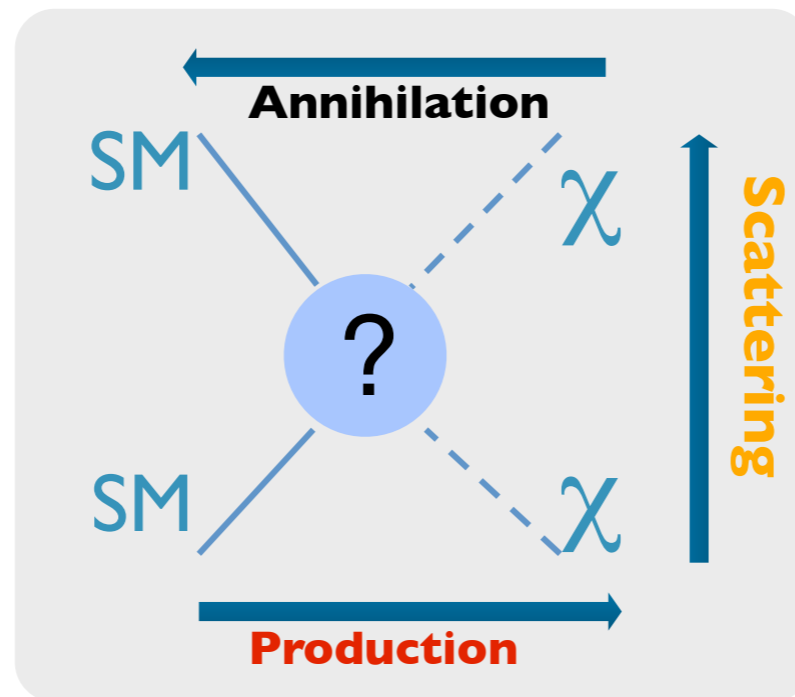 Annihilation
SM
χ
Scattering
?
SM
χ
Production